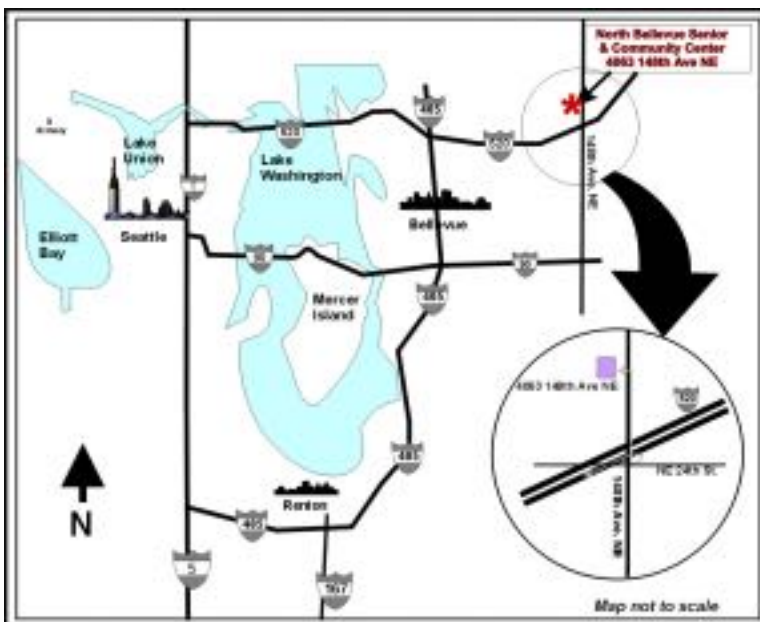 North Bellevue Senior
& Community Center
4063 148th Ave NE
405
520
520
Lake
Union
Lake
Washington
148th Ave, NE
Bellevue
Seattle
Elliott
Bay
90
90
Mercer
Island
405
4063 148th Ave NE
520
NE 24th St.
148th Ave, NE
405
Renton
405
N
5
167
Map not to scale